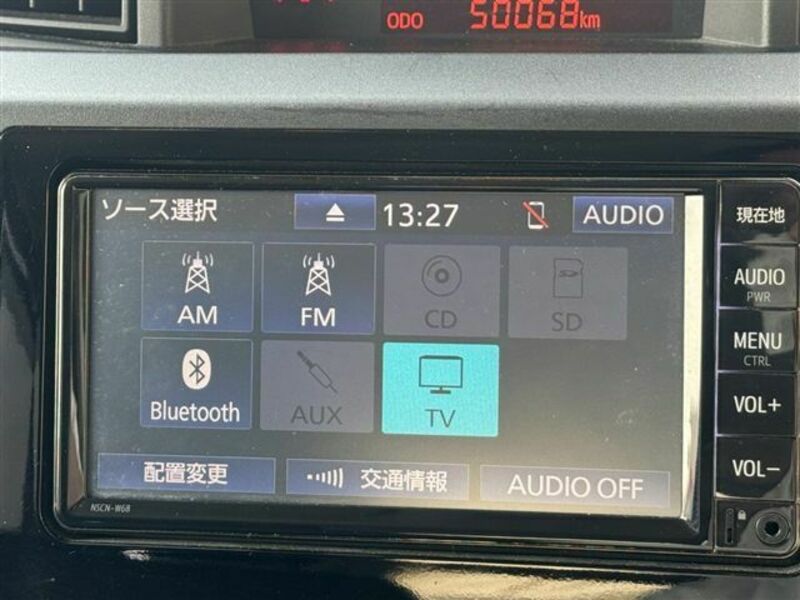 ODO 50068km
ソース選択
13:27
AUDIO
AM
FM
CD
SD
Bluetooth
AUX
TV
配置変更
交通情報
AUDIO OFF
現在地
AUDIO
PWR
MENU
CTRL
VOL+
VOL-
NSCN-W68